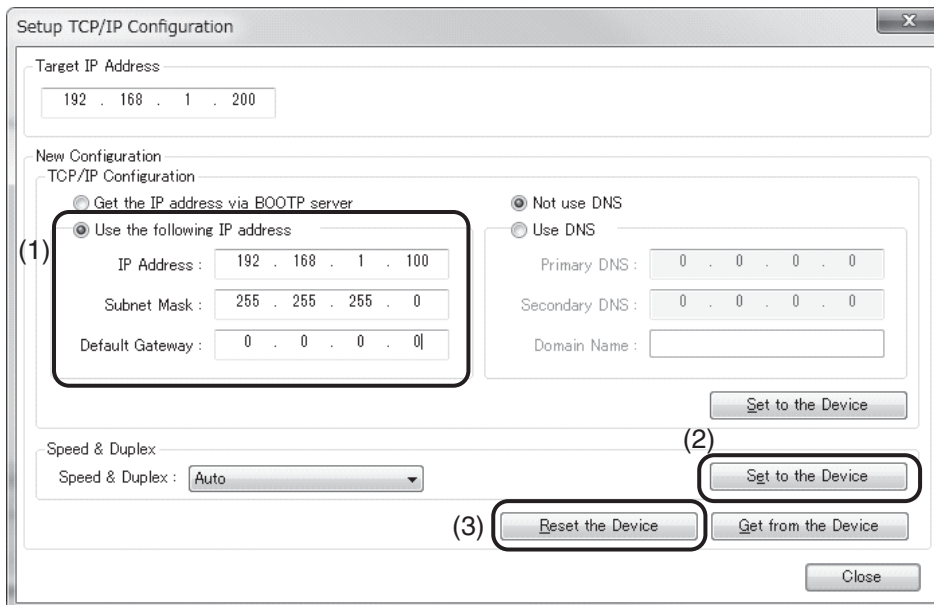 Setup TCP/IP Configuration
x
Target IP Address
192 . 168 . 1 . 200
New Configuration
TCP/IP Configuration
Get the IP address via BOOTP server
(1)
Use the following IP address
IP Address : 192 . 168 . 1 . 100
Subnet Mask : 255 . 255 . 255 . 0
Default Gateway : 0 . 0 . 0 . 0
Not use DNS
Use DNS
Primary DNS : 0 . 0 . 0 . 0
Secondary DNS : 0 . 0 . 0 . 0
Domain Name :
Set to the Device
Speed & Duplex
Speed & Duplex : Auto
(2)
Set to the Device
(3)
Reset the Device
Get from the Device
Close